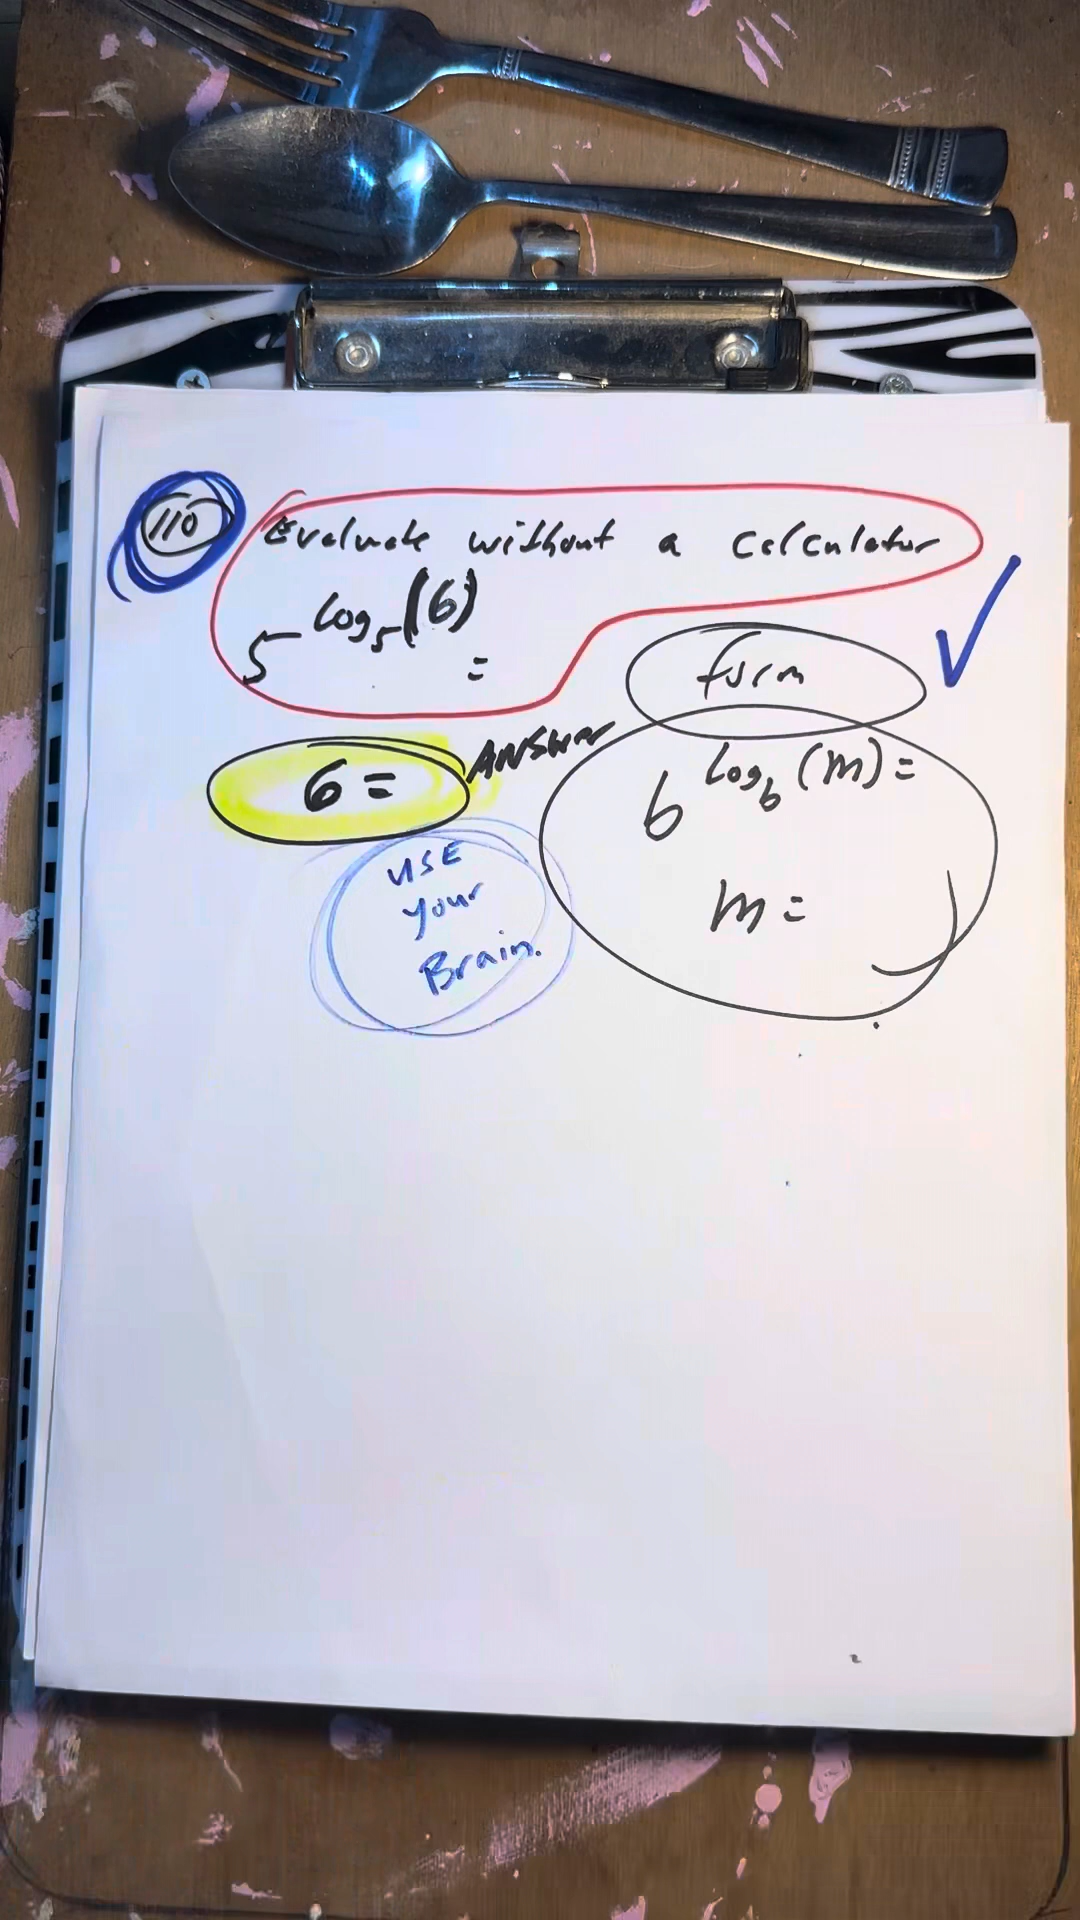 110 Evaluate without a calculator
5 log5(6)
=
form
6 = Answer
b logb (m) =
m =
USE
your
Brain.